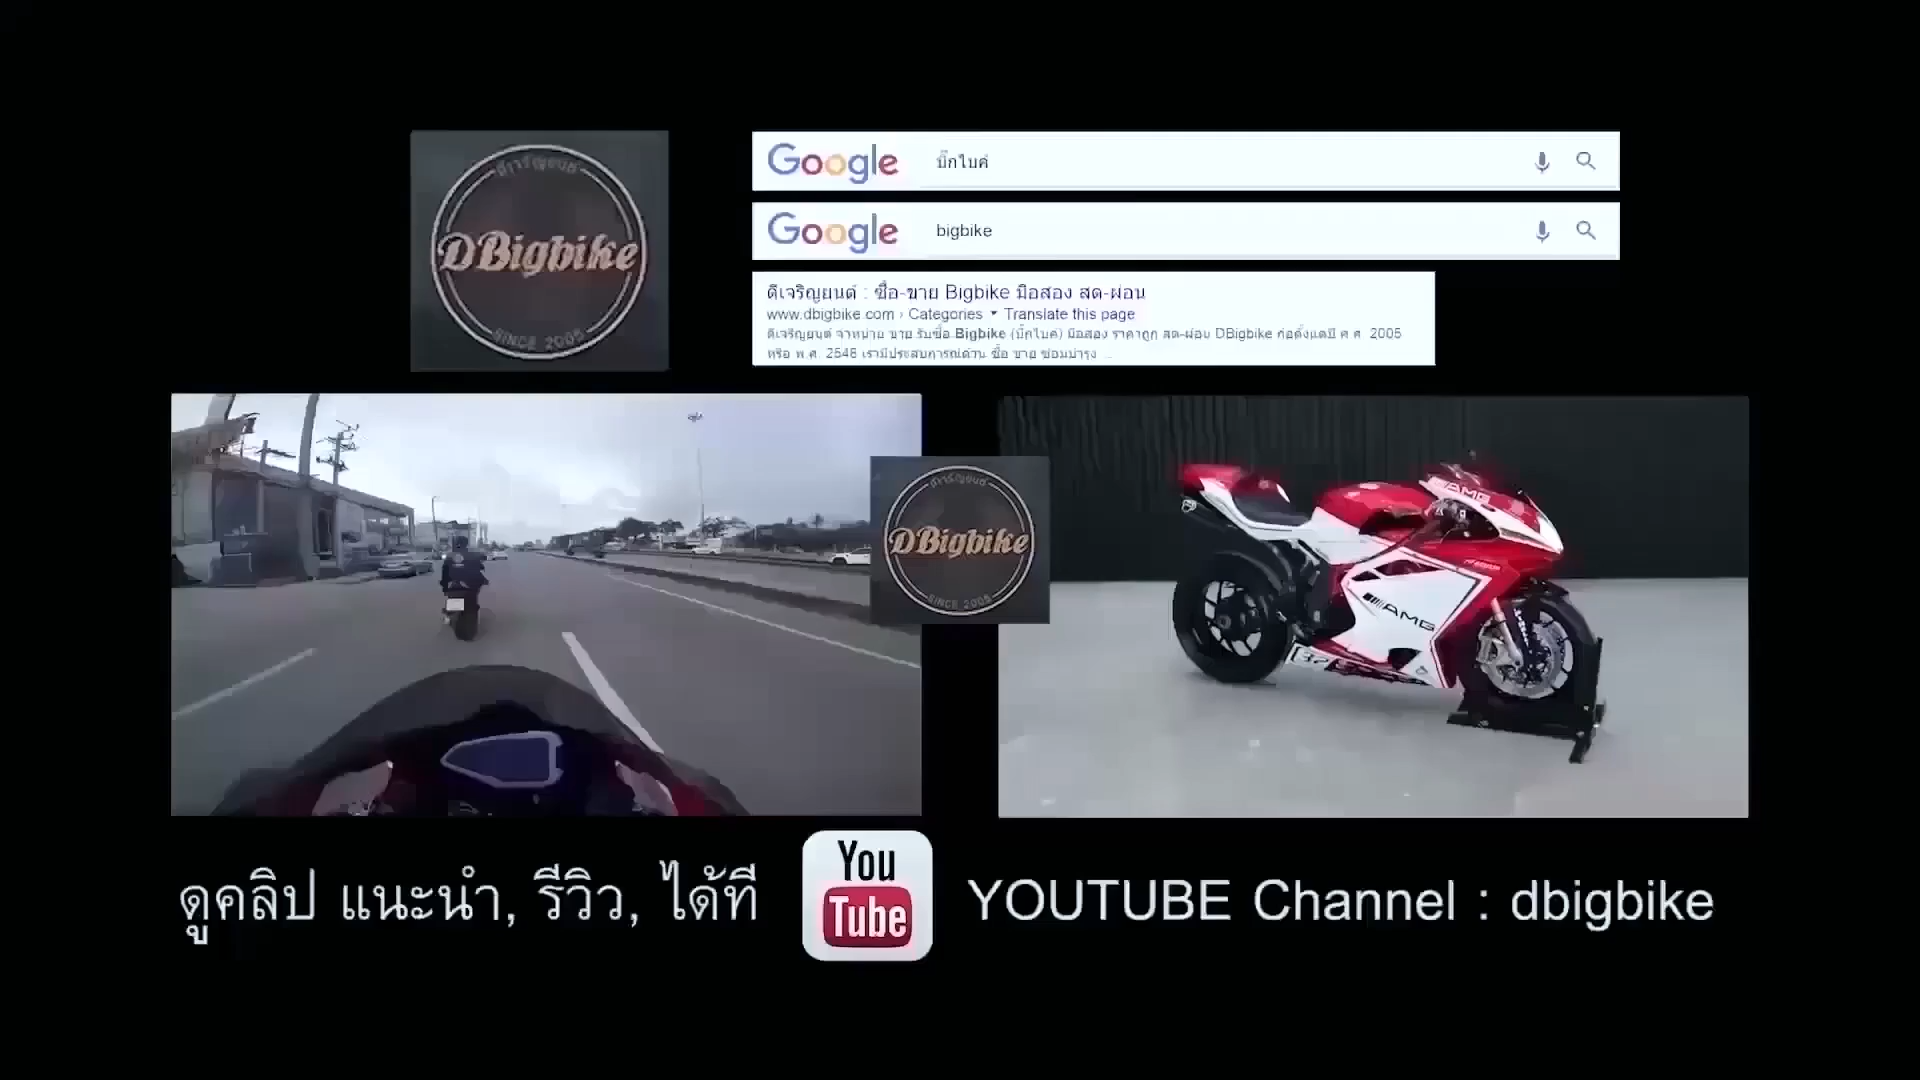 ดีเจริญยนต์
DBigbike
SINCE 2005
Google บิ๊กไบค์
Google bigbike
ดีเจริญยนต์ : ซื้อ-ขาย Bigbike มือสอง สด-ผ่อน
www.dbigbike.com › Categories ▾ Translate this page
ดีเจริญยนต์ จำหน่าย ขาย รับซื้อ Bigbike (บิ๊กไบค์) มือสอง ราคาถูก สด-ผ่อน DBigbike ก่อตั้งแต่ปี ค.ศ. 2005
หรือ พ.ศ. 2548 เรามีประสบการณ์ด้าน ซื้อ ขาย ซ่อมบำรุง ...
ดีเจริญยนต์
DBigbike
SINCE 2005
AMG
AMG
ดูคลิป แนะนำ, รีวิว, ได้ที่
You
Tube
YOUTUBE Channel : dbigbike